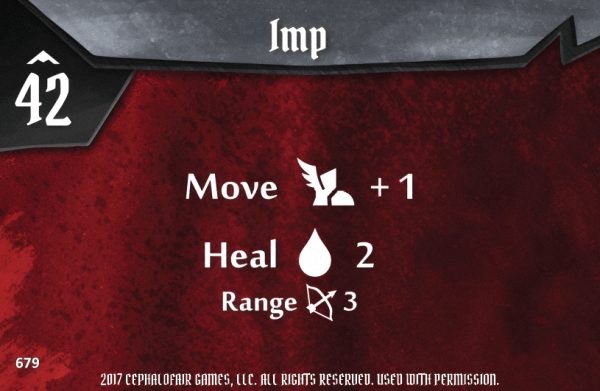 Imp
42
Move + 1
Heal 2
Range 3
679
2017 CEPHALOFAIR GAMES, LLC. ALL RIGHTS RESERVED. USED WITH PERMISSION.